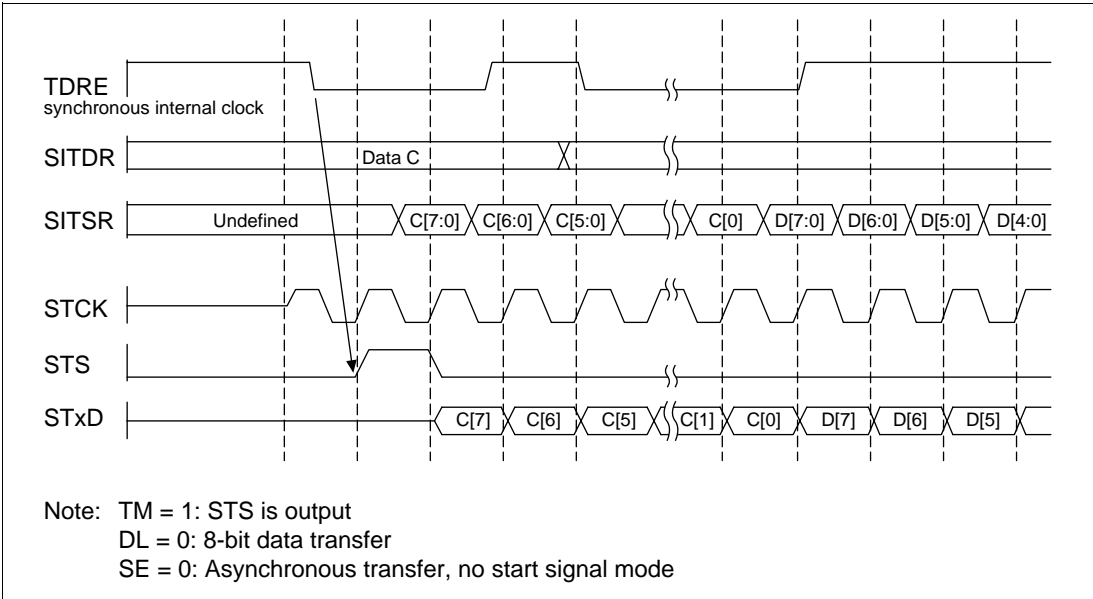 TDRE
synchronous internal clock
SITDR
Data C
SITSR
Undefined C[7:0] C[6:0] C[5:0] C[0] D[7:0] D[6:0] D[5:0] D[4:0]
STCK
STS
STxD
C[7] C[6] C[5] C[1] C[0] D[7] D[6] D[5]
Note: TM = 1: STS is output
DL = 0: 8-bit data transfer
SE = 0: Asynchronous transfer, no start signal mode